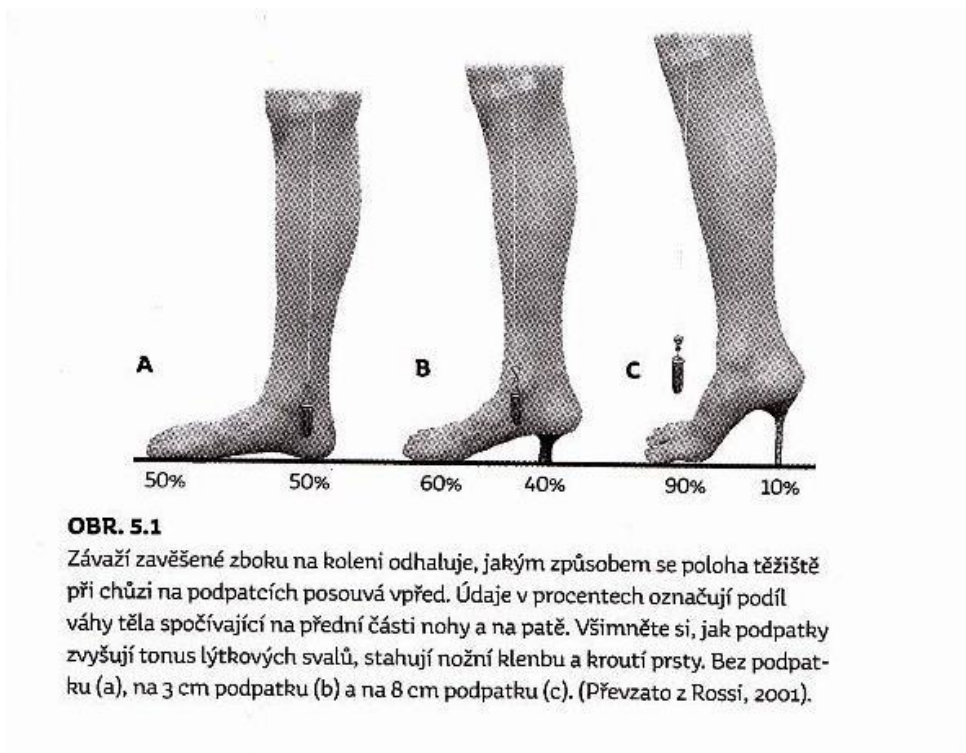 A
B
C
50% 50% 60% 40% 90% 10%
OBR. 5.1
Závaží zavěšené zboku na koleni odhaluje, jakým způsobem se poloha těžiště
při chůzi na podpatcích posouvá vpřed. Údaje v procentech označují podíl
váhy těla spočívající na přední části nohy a na patě. Všimněte si, jak podpatky
zvyšují tonus lýtkových svalů, stahují nožní klenbu a kroutí prsty. Bez podpat-
ku (a), na 3 cm podpatku (b) a na 8 cm podpatku (c). (Převzato z Rossi, 2001).